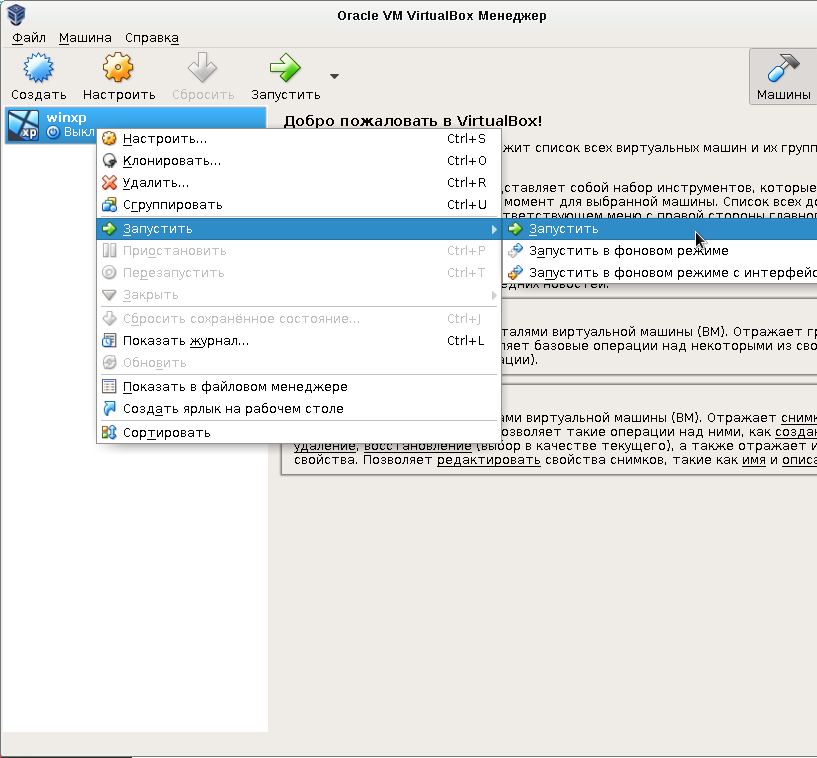 Oracle VM VirtualBox Менеджер
Файл Машина Справка
Создать Настроить Сбросить Запустить Машины
winxp
Выкл
Добро пожаловать в VirtualBox!
жит список всех виртуальных машин и их групп
Настроить... Ctrl+S
Клонировать... Ctrl+O
Удалить... Ctrl+R
ставляет собой набор инструментов, которые
Сгруппировать Ctrl+U
момент для выбранной машины. Список всех до
тветствующем меню с правой стороны главно
Запустить
Запустить
Приостановить Ctrl+P
Запустить в фоновом режиме
Перезапустить Ctrl+T
Запустить в фоновом режиме с интерфейс
Закрыть
едних новостей.
Сбросить сохранённое состояние... Ctrl+J
талями виртуальной машины (ВМ). Отражает г
Показать журнал... Ctrl+L
ляет базовые операции над некоторыми из сво
ции).
Обновить
Показать в файловом менеджере
Создать ярлык на рабочем столе
ами виртуальной машины (ВМ). Отражает сним
Сортировать
озволяет такие операции над ними, как созда
удаление, восстановление (выбор в качестве текущего), а также отражает и
свойства. Позволяет редактировать свойства снимков, такие как имя и описа